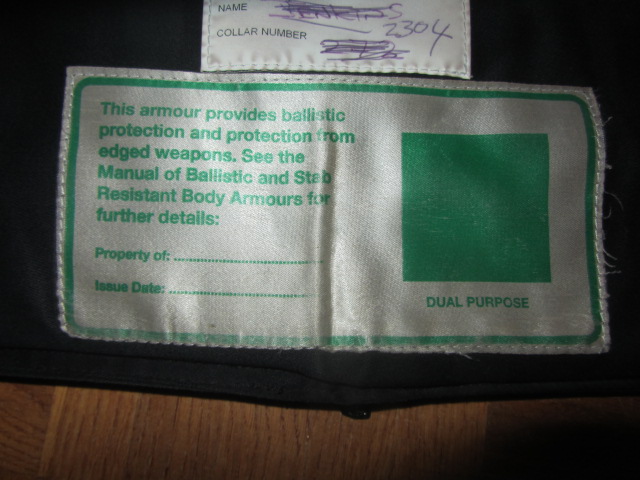 NAME JENKINS
COLLAR NUMBER 2304
This armour provides ballistic
protection and protection from
edged weapons. See the
Manual of Ballistic and Stab
Resistant Body Armours for
further details:
Property of: ........................................
Issue Date: ........................................
DUAL PURPOSE